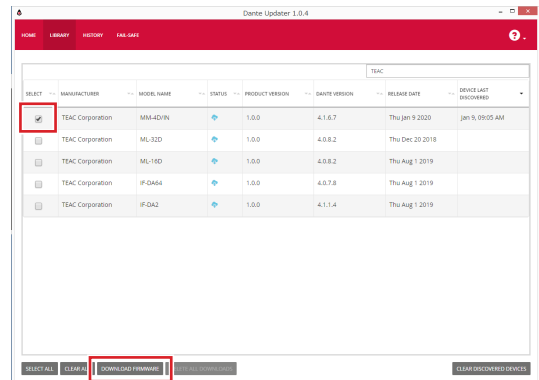 Dante Updater 1.0.4
HOME LIBRARY HISTORY FAIL-SAFE
TEAC
SELECT MANUFACTURER MODEL NAME STATUS PRODUCT VERSION DANTE VERSION RELEASE DATE DEVICE LAST DISCOVERED
TEAC Corporation MM-4D/IN 1.0.0 4.1.6.7 Thu Jan 9 2020 Jan 9, 09:05 AM
TEAC Corporation ML-32D 1.0.0 4.0.8.2 Thu Dec 20 2018
TEAC Corporation ML-16D 1.0.0 4.0.8.2 Thu Aug 1 2019
TEAC Corporation IF-DA64 1.0.0 4.0.7.8 Thu Aug 1 2019
TEAC Corporation IF-DA2 1.0.0 4.1.1.4 Thu Aug 1 2019
SELECT ALL CLEAR DOWNLOAD FIRMWARE ALL DOWNLOADS CLEAR DISCOVERED DEVICES